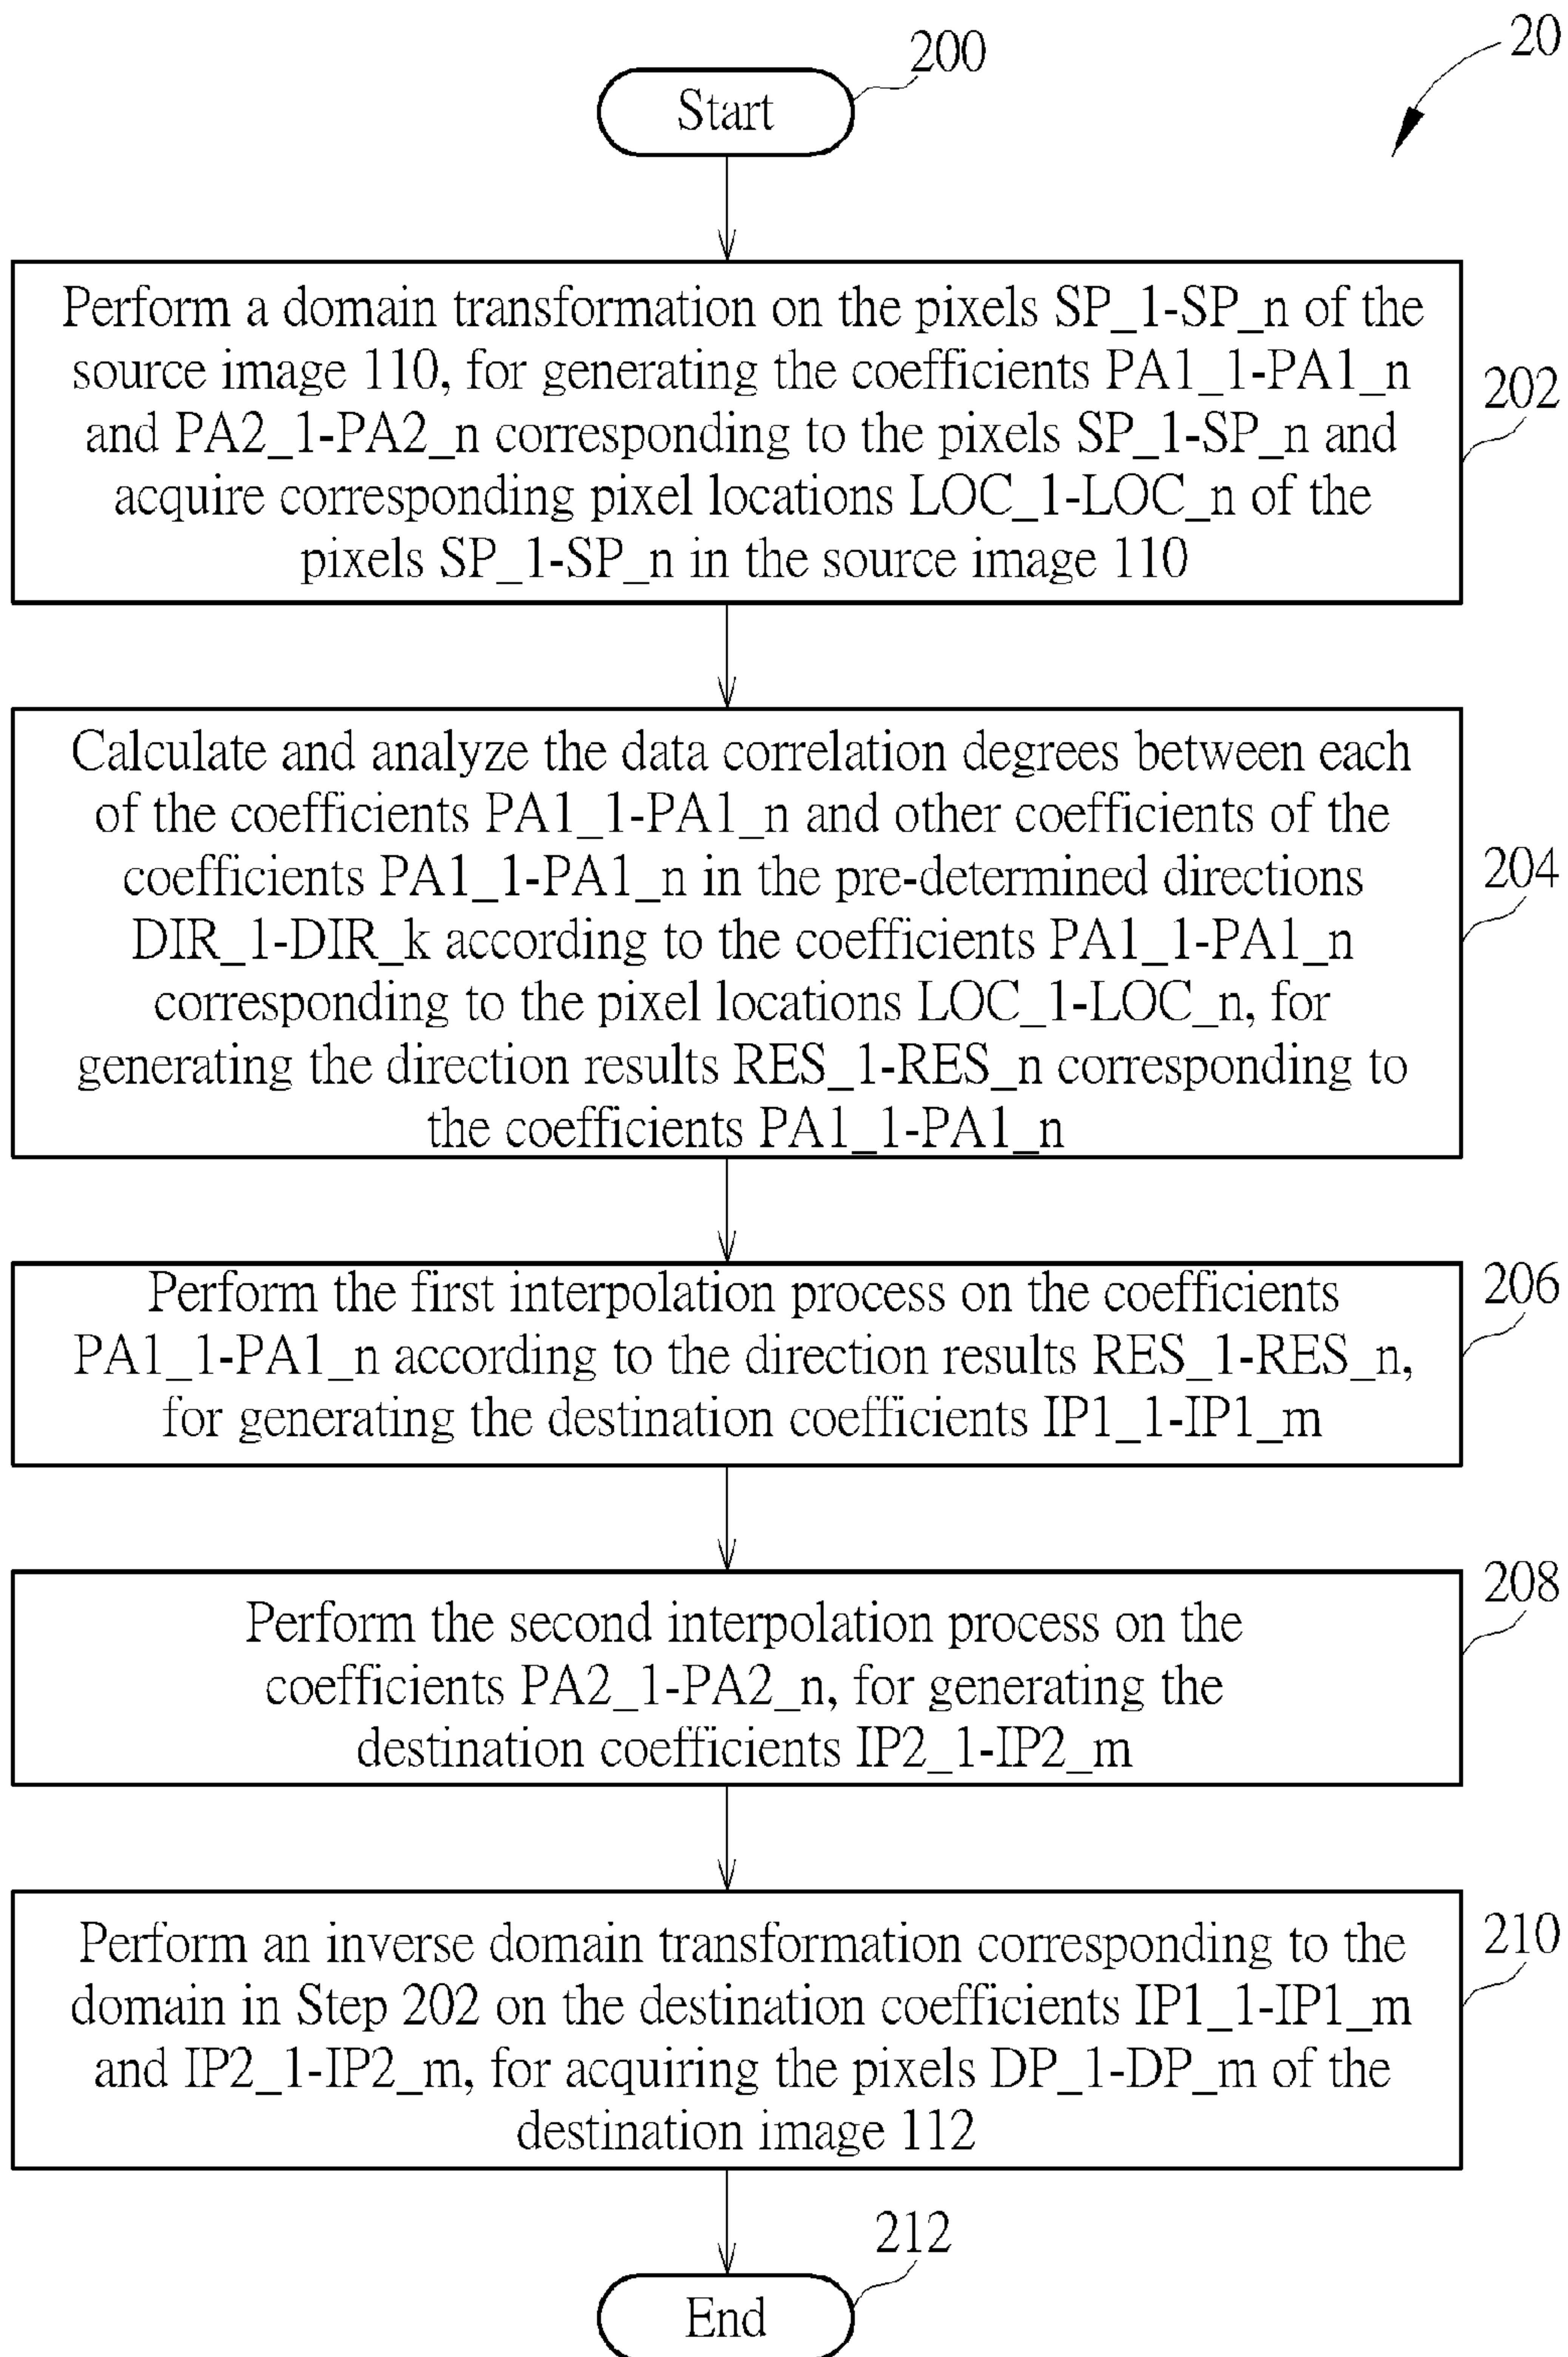 20
200
Start
Perform a domain transformation on the pixels SP_1-SP_n of the
source image 110, for generating the coefficients PA1_1-PA1_n
and PA2_1-PA2_n corresponding to the pixels SP_1-SP_n and
acquire corresponding pixel locations LOC_1-LOC_n of the
pixels SP_1-SP_n in the source image 110
202
Calculate and analyze the data correlation degrees between each
of the coefficients PA1_1-PA1_n and other coefficients of the
coefficients PA1_1-PA1_n in the pre-determined directions
DIR_1-DIR_k according to the coefficients PA1_1-PA1_n
corresponding to the pixel locations LOC_1-LOC_n, for
generating the direction results RES_1-RES_n corresponding to
the coefficients PA1_1-PA1_n
204
Perform the first interpolation process on the coefficients
PA1_1-PA1_n according to the direction results RES_1-RES_n,
for generating the destination coefficients IP1_1-IP1_m
206
Perform the second interpolation process on the
coefficients PA2_1-PA2_n, for generating the
destination coefficients IP2_1-IP2_m
208
Perform an inverse domain transformation corresponding to the
domain in Step 202 on the destination coefficients IP1_1-IP1_m
and IP2_1-IP2_m, for acquiring the pixels DP_1-DP_m of the
destination image 112
210
212
End